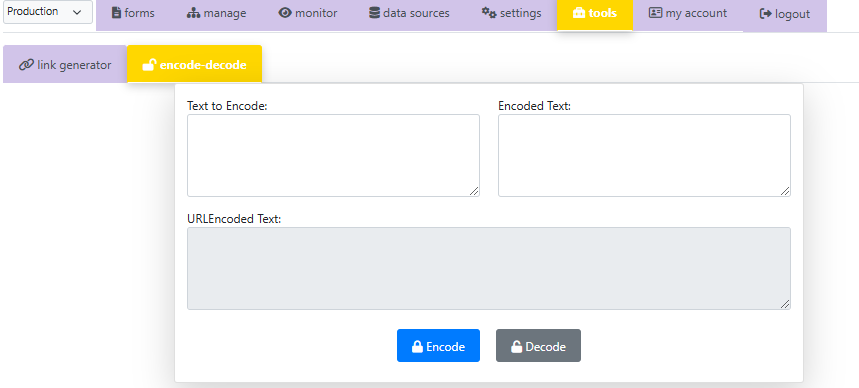 Production forms manage monitor data sources settings tools my account logout
link generator encode-decode
Text to Encode: Encoded Text:
URLEncoded Text:
Encode Decode